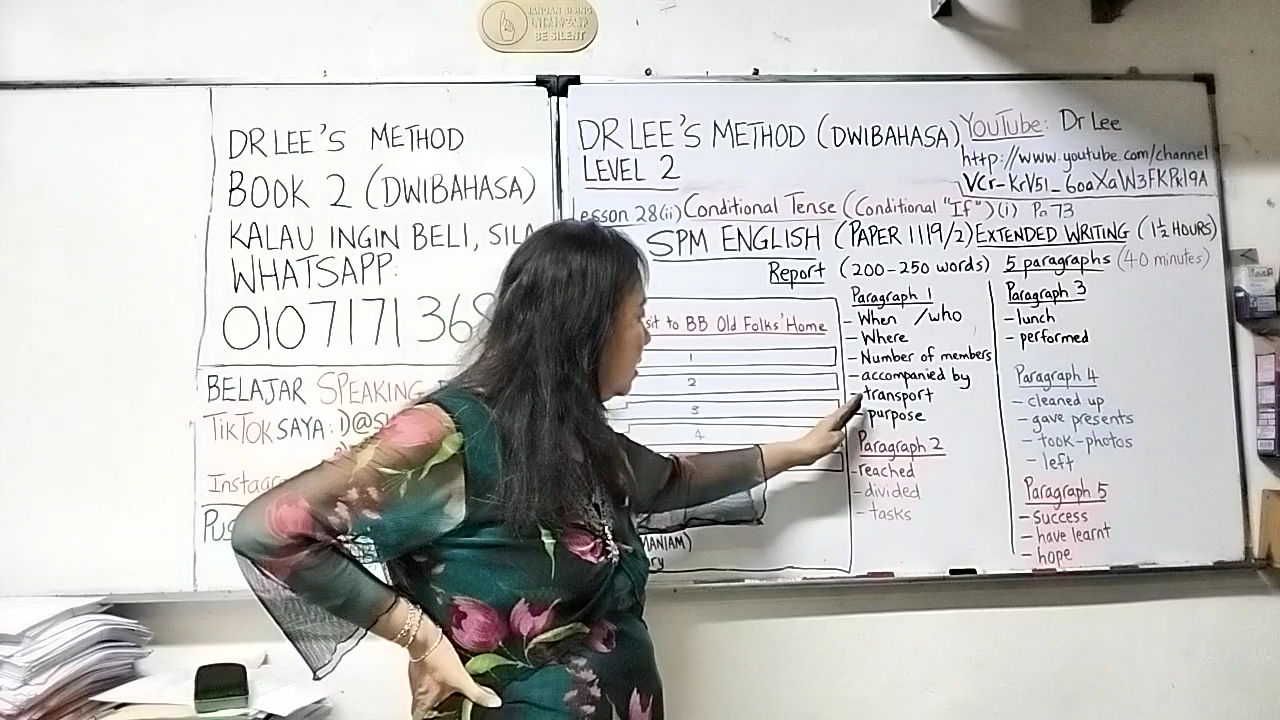 JANGAN BISING
BE SILENT
DR LEE'S METHOD
BOOK 2 (DWIBAHASA)
KALAU INGIN BELI, SILA
WHATSAPP:
010717136
BELAJAR SPEAKING
TIKTOK SAYA:
DR LEE'S METHOD (DWIBAHASA)
LEVEL 2
YouTube: Dr Lee
http://www.youtube.com/channel
Lesson 28(ii) Conditional Tense (Conditional "If") (i) Pg 73
SPM ENGLISH (PAPER 1119/2) EXTENDED WRITING (1½ HOURS)
Report (200-250 words) 5 paragraphs (40 minutes)
to BB Old Folks' Home
1
2
3
4
MANIAM)
Paragraph 1
- When /who
- Where
- Number of members
- accompanied by
- transport
- purpose
Paragraph 2
- reached
- divided
- tasks
Paragraph 3
- lunch
- performed
Paragraph 4
- cleaned up
- gave presents
- took photos
- left
Paragraph 5
- success
- have learnt
- hope